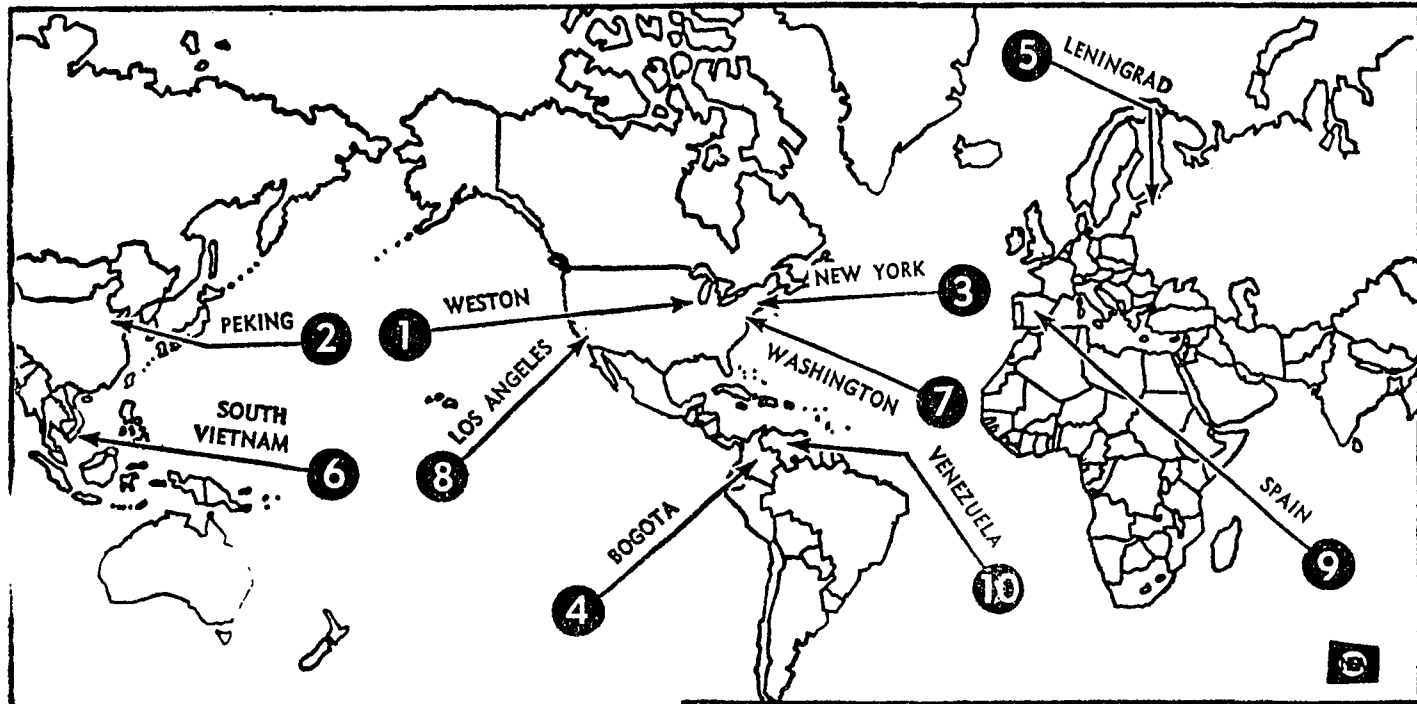 5 LENINGRAD
NEW YORK 3
WESTON
1
PEKING 2
LOS ANGELES
8
WASHINGTON
7
SOUTH
VIETNAM
6
VENEZUELA
10
BOGOTA
4
SPAIN
9
NEA